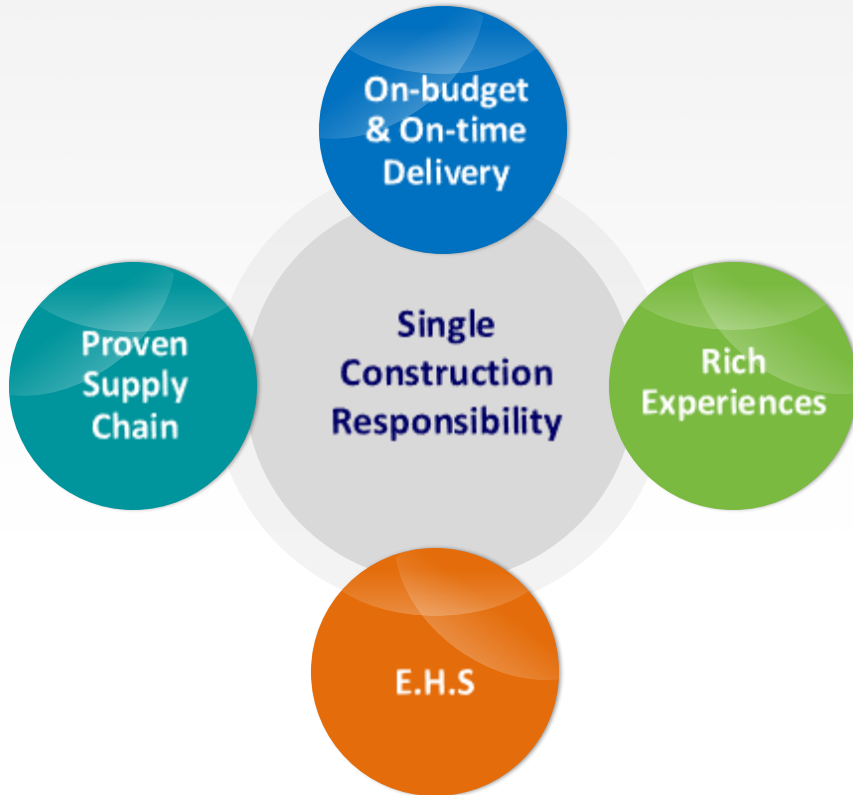 On-budget
& On-time
Delivery
Proven
Supply
Chain
Single
Construction
Responsibility
Rich
Experiences
E.H.S